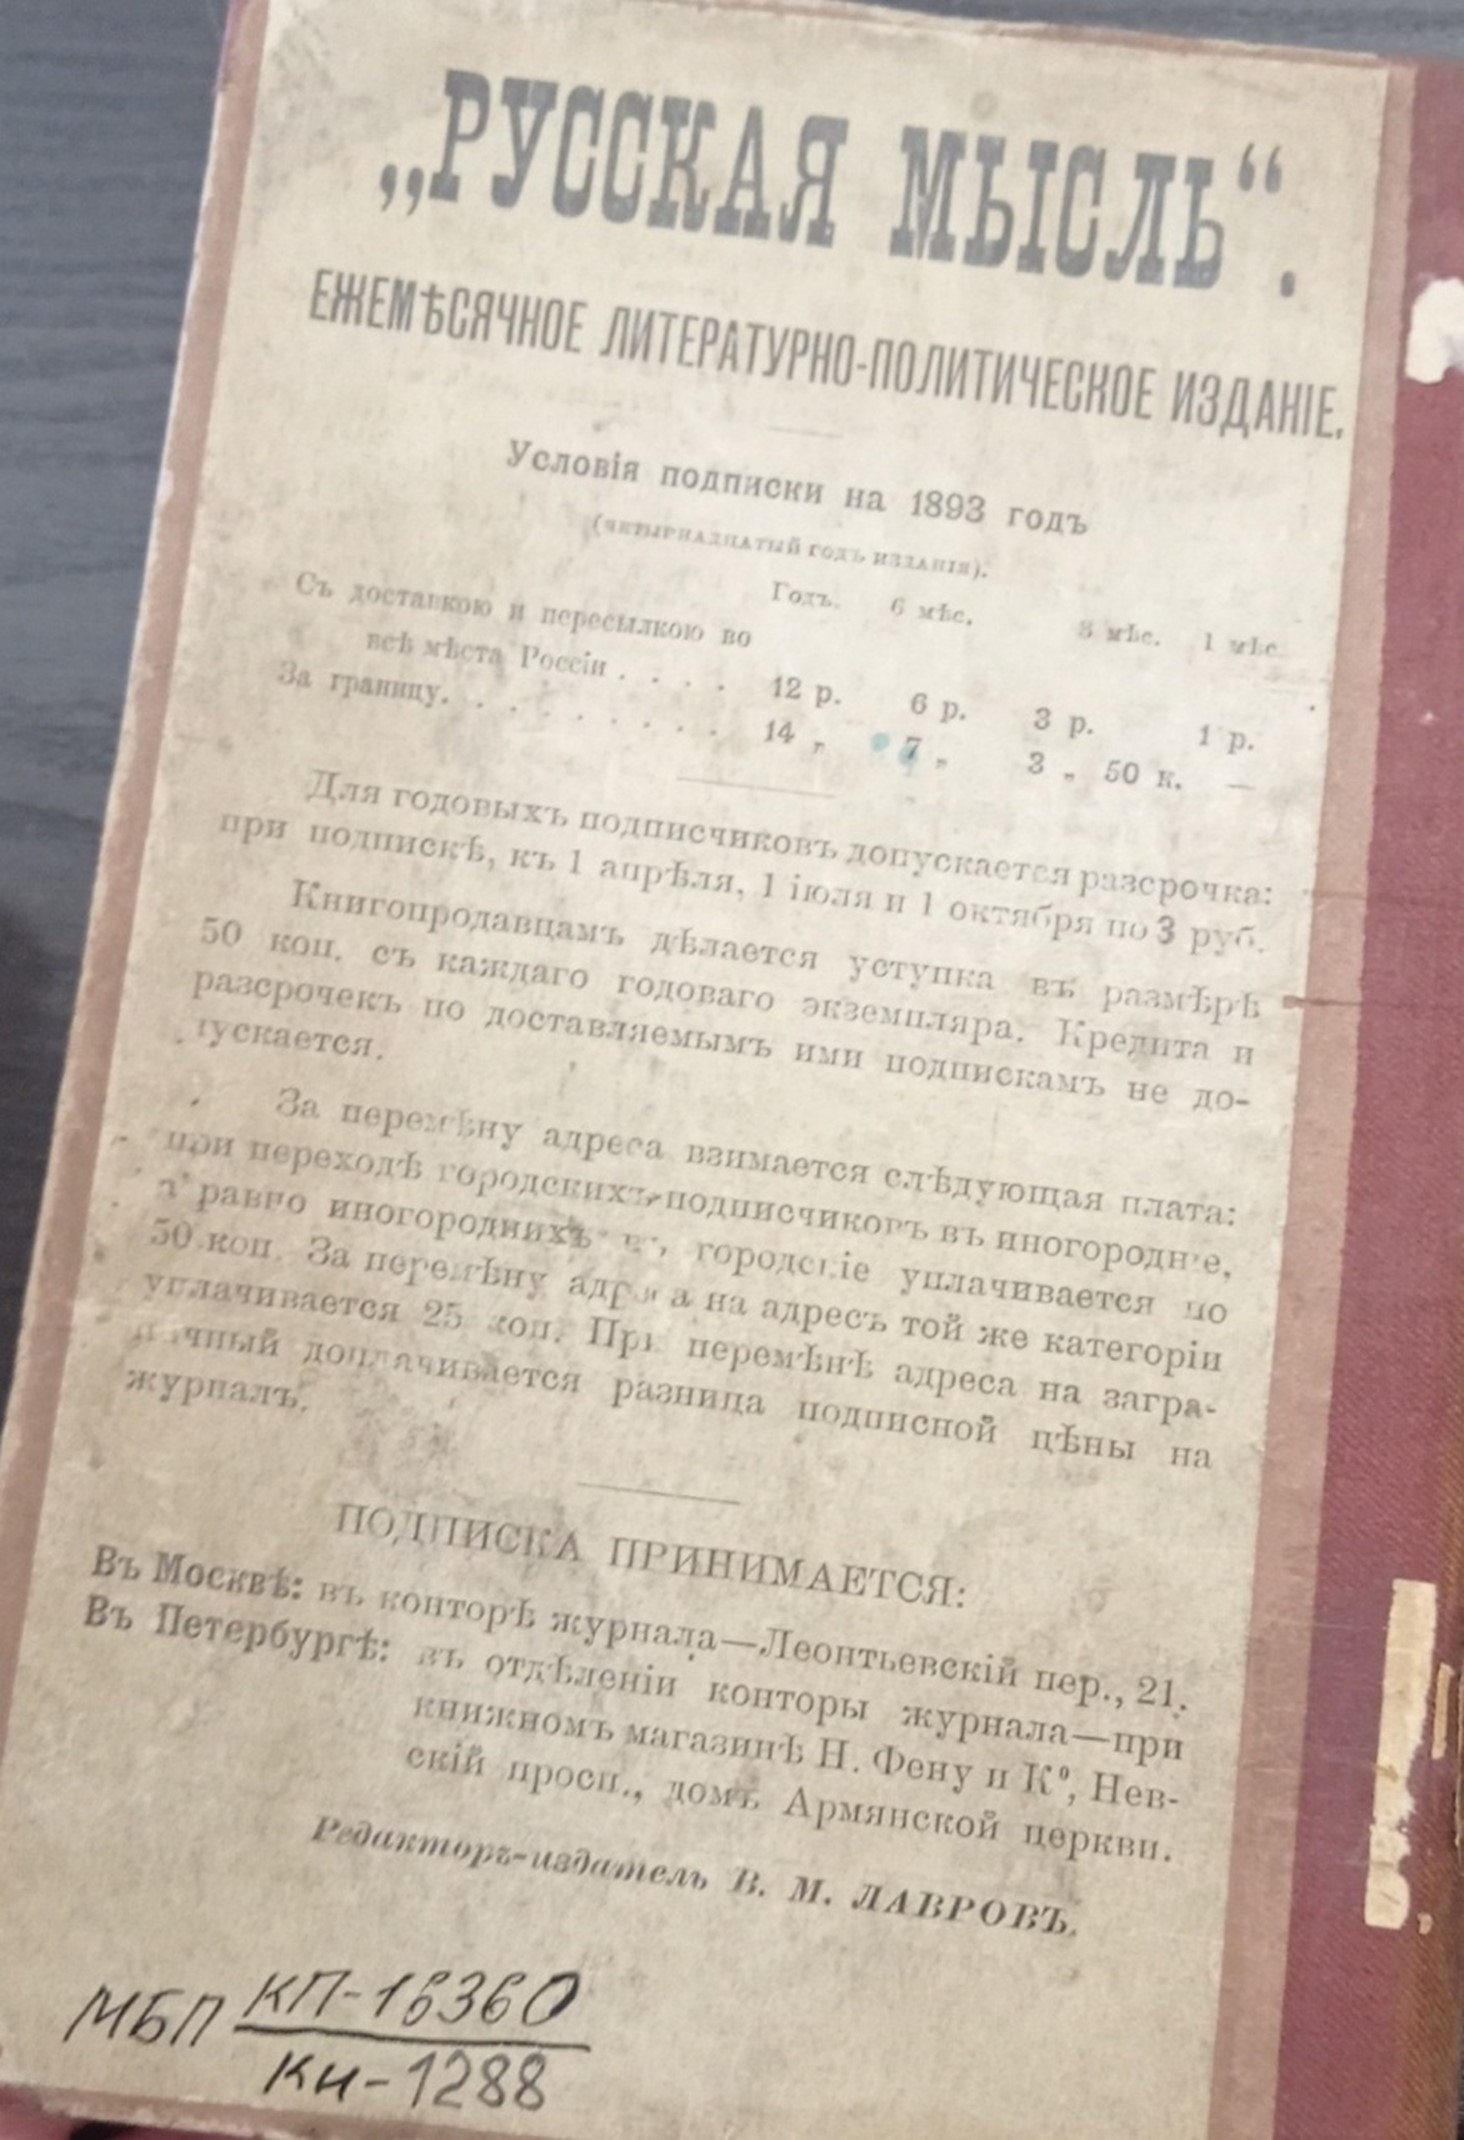 „РУССКАЯ МЫСЛЬ“.
ЕЖЕМѢСЯЧНОЕ ЛИТЕРАТУРНО-ПОЛИТИЧЕСКОЕ ИЗДАНІЕ.
Условія подписки на 1893 годъ
(ЧЕТЫРНАДЦАТЫЙ ГОДЪ ИЗДАНІЯ).
Годъ. 6 мѣс. 3 мѣс. 1 мѣс.
Съ доставкою и пересылкою во
всѣ мѣста Россіи . . . . 12 р. 6 р. 3 р. 1 р.
За границу. . . . . . . . . 14 „ 7 „ 3 „ 50 к. —
Для годовыхъ подписчиковъ допускается разсрочка:
при подпискѣ, къ 1 апрѣля, 1 іюля и 1 октября по 3 руб.
Книгопродавцамъ дѣлается уступка въ размѣрѣ
50 коп. съ каждаго годоваго экземпляра. Кредита и
разсрочекъ по доставляемымъ ими подпискамъ не до-
пускается.
За перемѣну адреса взимается слѣдующая плата:
при переходѣ городскихъ подписчиковъ въ иногородніе,
а равно иногороднихъ въ городскіе уплачивается по
50 коп. За перемѣну адреса на адресъ той же категоріи
уплачивается 25 коп. При перемѣнѣ адреса на загра-
ничный доплачивается разница подписной цѣны на
журналъ.
ПОДПИСКА ПРИНИМАЕТСЯ:
Въ Москвѣ: въ конторѣ журнала—Леонтьевскій пер., 21.
Въ Петербургѣ: въ отдѣленіи конторы журнала—при
книжномъ магазинѣ Н. Фену и К⁰, Нев-
скій просп., домъ Армянской церкви.
Редакторъ-издатель В. М. ЛАВРОВЪ.
МБП КП-16360
КИ-1288